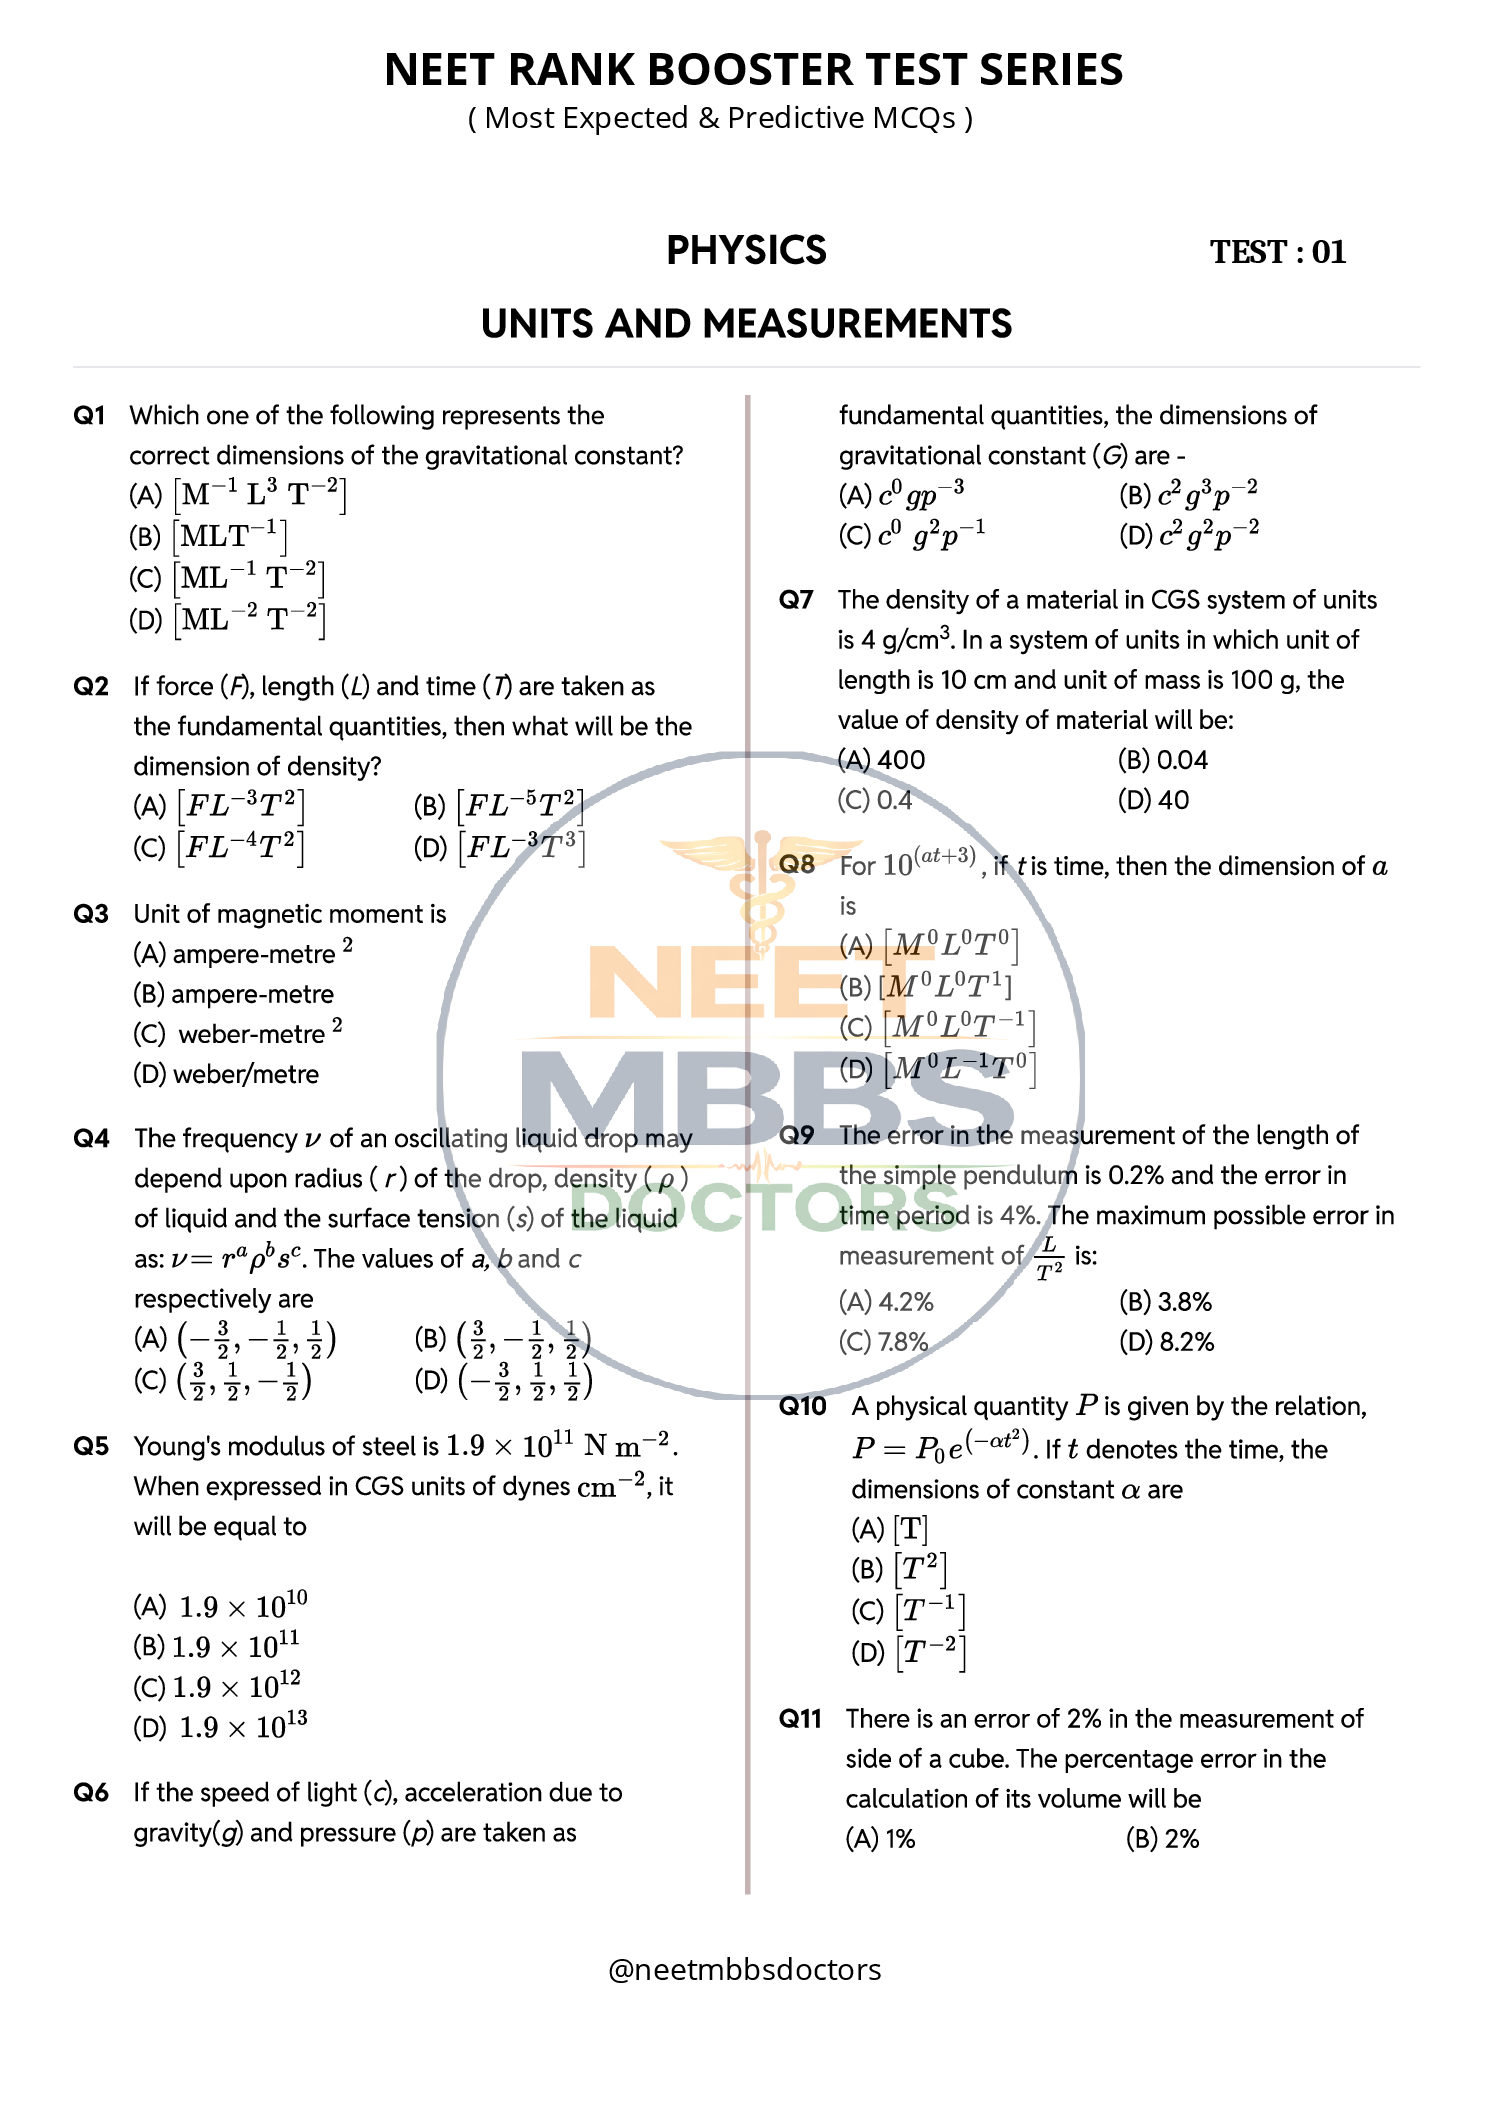 NEET RANK BOOSTER TEST SERIES
( Most Expected & Predictive MCQs )
PHYSICS
TEST : 01
UNITS AND MEASUREMENTS
Q1 Which one of the following represents the
correct dimensions of the gravitational constant?
(A) [M⁻¹ L³ T⁻²]
(B) [MLT⁻¹]
(C) [ML⁻¹ T⁻²]
(D) [ML⁻² T⁻²]
Q2 If force (F), length (L) and time (T) are taken as
the fundamental quantities, then what will be the
dimension of density?
(A) [FL⁻³T²] (B) [FL⁻⁵T²]
(C) [FL⁻⁴T²] (D) [FL⁻³T³]
Q3 Unit of magnetic moment is
(A) ampere-metre ²
(B) ampere-metre
(C) weber-metre ²
(D) weber/metre
Q4 The frequency ν of an oscillating liquid drop may
depend upon radius ( r ) of the drop, density ( ρ )
of liquid and the surface tension (s) of the liquid
as: ν = rᵃρᵇsᶜ. The values of a, b and c
respectively are
(A) (−3/2, −1/2, 1/2) (B) (3/2, −1/2, 1/2)
(C) (3/2, 1/2, −1/2) (D) (−3/2, 1/2, 1/2)
Q5 Young's modulus of steel is 1.9 × 10¹¹ N m⁻².
When expressed in CGS units of dynes cm⁻², it
will be equal to
(A) 1.9 × 10¹⁰
(B) 1.9 × 10¹¹
(C) 1.9 × 10¹²
(D) 1.9 × 10¹³
Q6 If the speed of light (c), acceleration due to
gravity(g) and pressure (p) are taken as
fundamental quantities, the dimensions of
gravitational constant (G) are -
(A) c⁰gp⁻³ (B) c²g³p⁻²
(C) c⁰ g²p⁻¹ (D) c²g²p⁻²
Q7 The density of a material in CGS system of units
is 4 g/cm³. In a system of units in which unit of
length is 10 cm and unit of mass is 100 g, the
value of density of material will be:
(A) 400 (B) 0.04
(C) 0.4 (D) 40
Q8 For 10⁽ᵃᵗ⁺³⁾ , if t is time, then the dimension of a
is
(A) [M⁰L⁰T⁰]
(B) [M⁰L⁰T¹]
(C) [M⁰L⁰T⁻¹]
(D) [M⁰L⁻¹T⁰]
Q9 The error in the measurement of the length of
the simple pendulum is 0.2% and the error in
time period is 4%. The maximum possible error in
measurement of L/T² is:
(A) 4.2% (B) 3.8%
(C) 7.8% (D) 8.2%
Q10 A physical quantity P is given by the relation,
P = P₀e^(−αt²). If t denotes the time, the
dimensions of constant α are
(A) [T]
(B) [T²]
(C) [T⁻¹]
(D) [T⁻²]
Q11 There is an error of 2% in the measurement of
side of a cube. The percentage error in the
calculation of its volume will be
(A) 1% (B) 2%
NEET
MBBS
DOCTORS
@neetmbbsdoctors